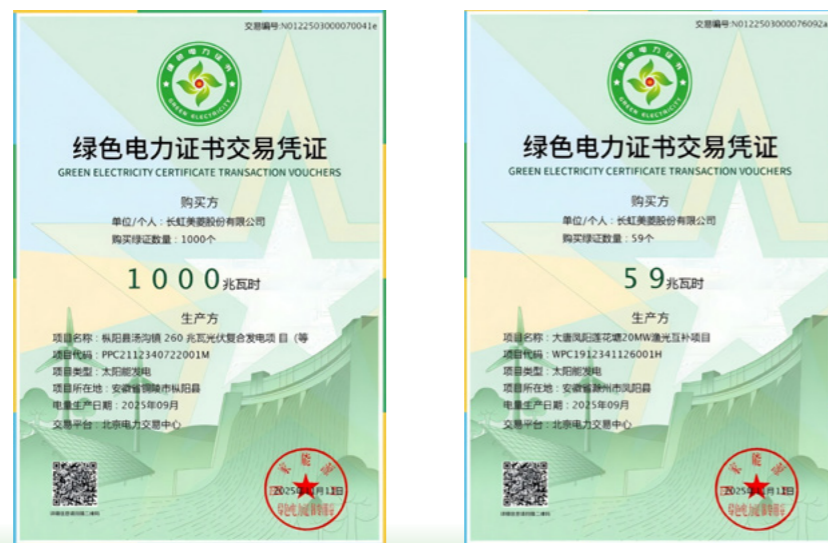 交易编号:N0122503000070041e
绿色电力证书
GREEN ELECTRICITY
绿色电力证书交易凭证
GREEN ELECTRICITY CERTIFICATE TRANSACTION VOUCHERS
购买方
单位/个人：长虹美菱股份有限公司
购买绿证数量：1000个
1000兆瓦时
生产方
项目名称：枞阳县汤沟镇 260 兆瓦光伏复合发电项 目（等
项目代码：PPC2112340722001M
项目类型：太阳能发电
项目所在地：安徽省铜陵市枞阳县
电量生产日期：2025年09月
交易平台：北京电力交易中心
交易编号:N0122503000076092a
绿色电力证书
GREEN ELECTRICITY
绿色电力证书交易凭证
GREEN ELECTRICITY CERTIFICATE TRANSACTION VOUCHERS
购买方
单位/个人：长虹美菱股份有限公司
购买绿证数量：59个
59兆瓦时
生产方
项目名称：大唐凤阳莲花塘20MW渔光互补项目
项目代码：WPC1912341126001H
项目类型：太阳能发电
项目所在地：安徽省滁州市凤阳县
电量生产日期：2025年09月
交易平台：北京电力交易中心